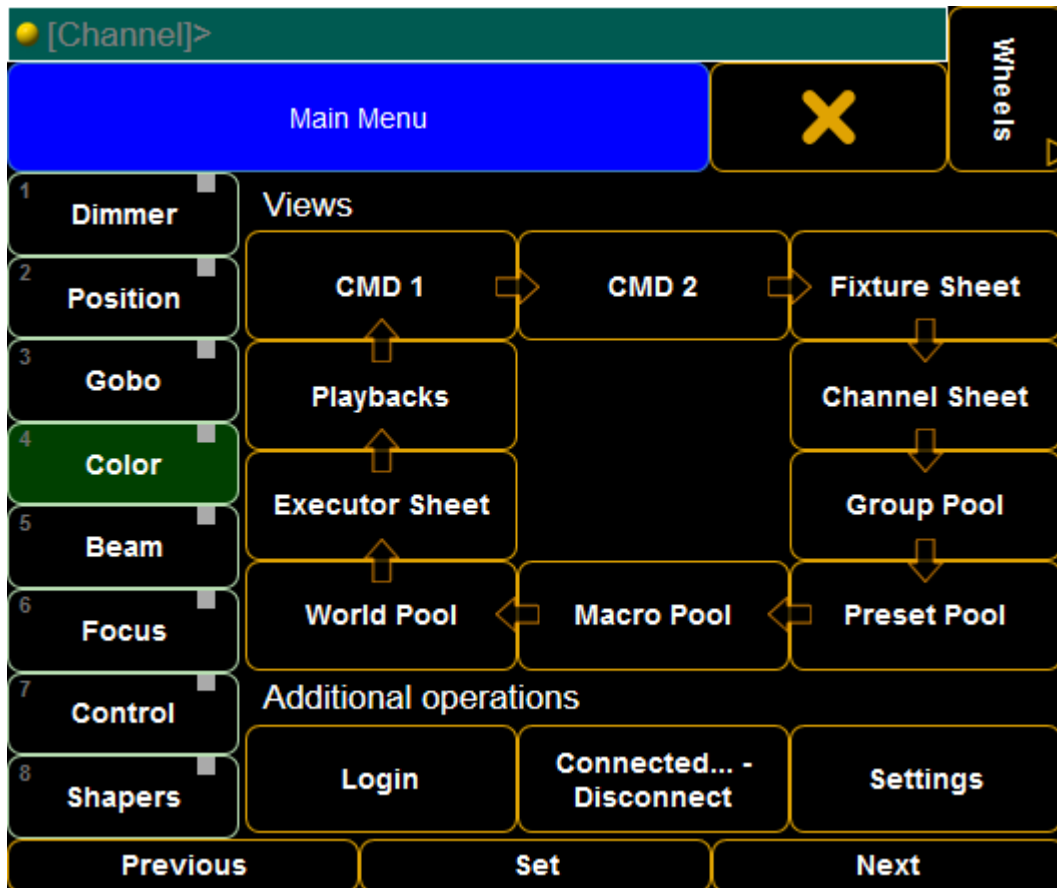 [Channel]>
Wheels
Main Menu
1 Dimmer
2 Position
3 Gobo
4 Color
5 Beam
6 Focus
7 Control
8 Shapers
Views
CMD 1 CMD 2 Fixture Sheet
Playbacks Channel Sheet
Executor Sheet Group Pool
World Pool Macro Pool Preset Pool
Additional operations
Login
Connected... -
Disconnect
Settings
Previous Set Next